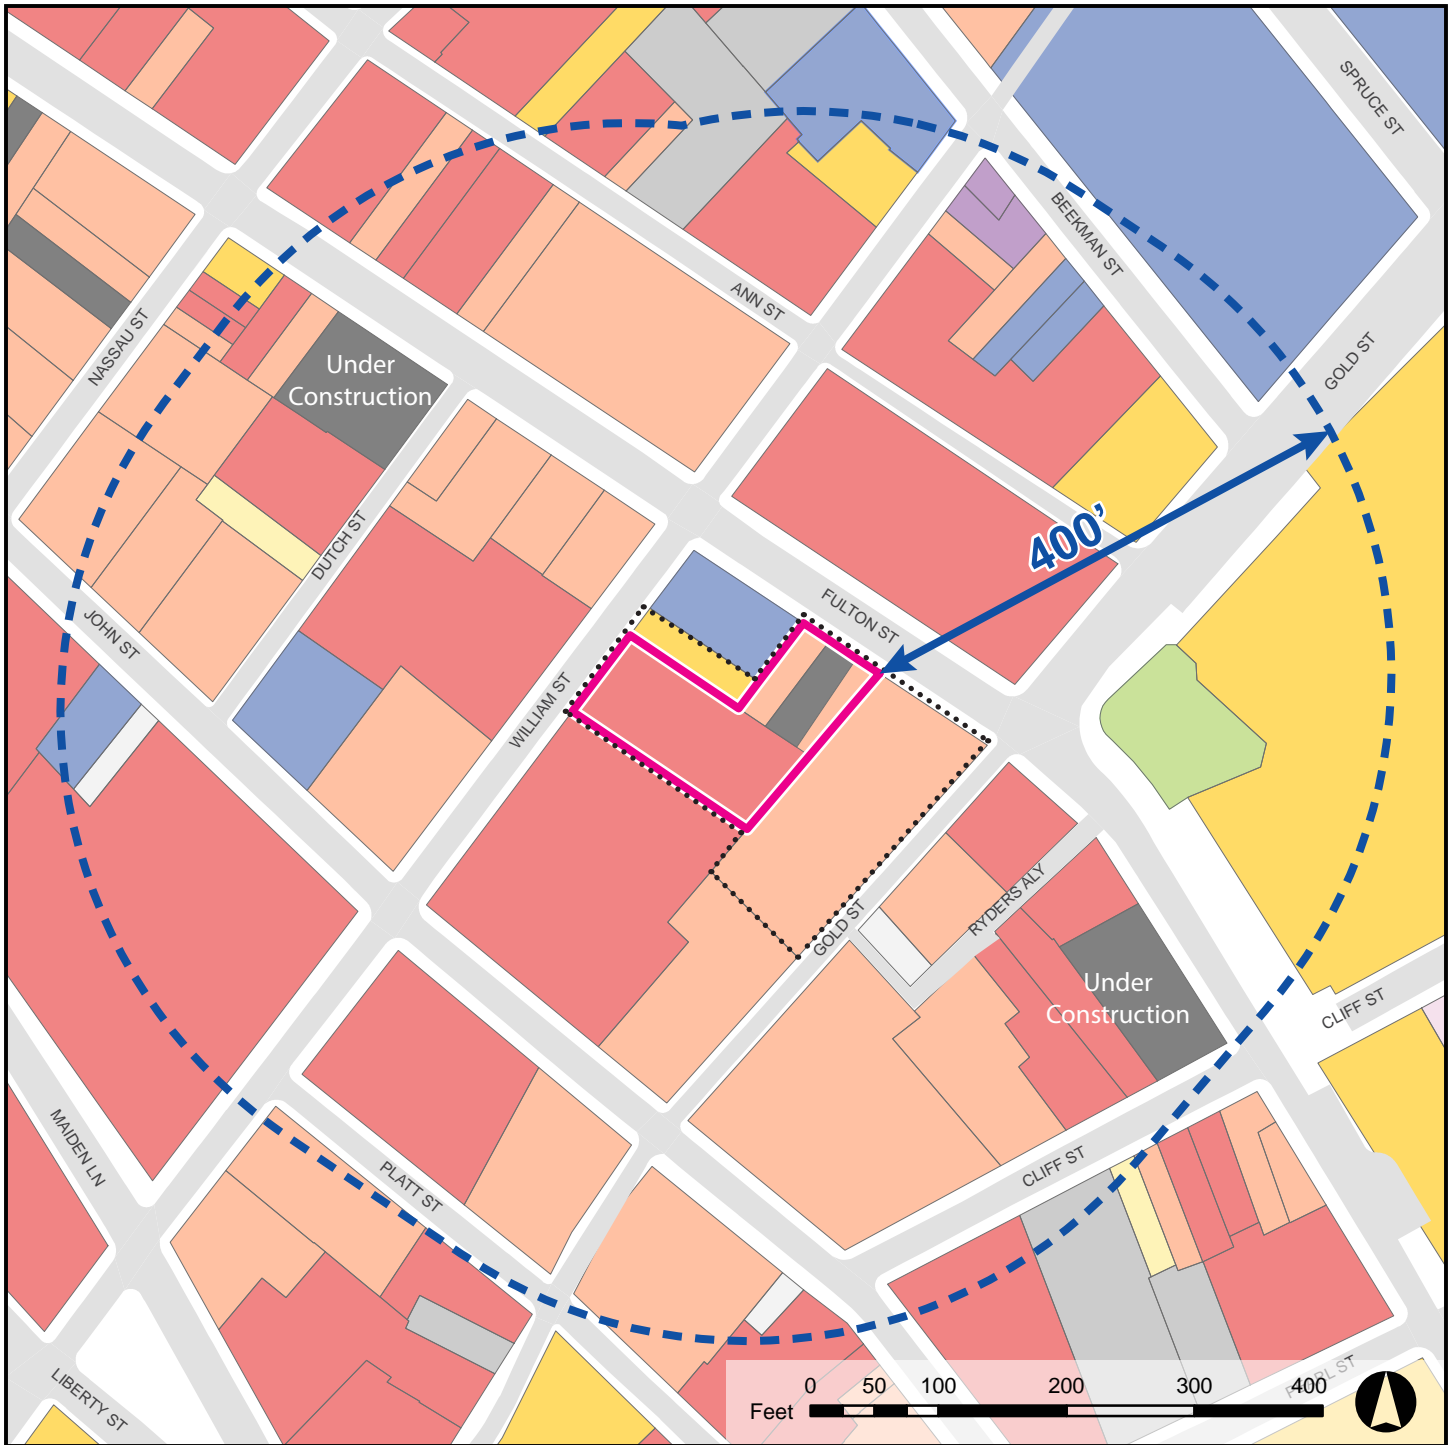 SPRUCE ST
BEEKMAN ST
ANN ST
NASSAU ST
Under
Construction
GOLD ST
400’
DUTCH ST
FULTON ST
JOHN ST
WILLIAM ST
RYDERS ALY
GOLD ST
Under
Construction
CLIFF ST
MAIDEN LN
PLATT ST
CLIFF ST
LIBERTY ST
PEARL ST
0 50 100 200 300 400
Feet